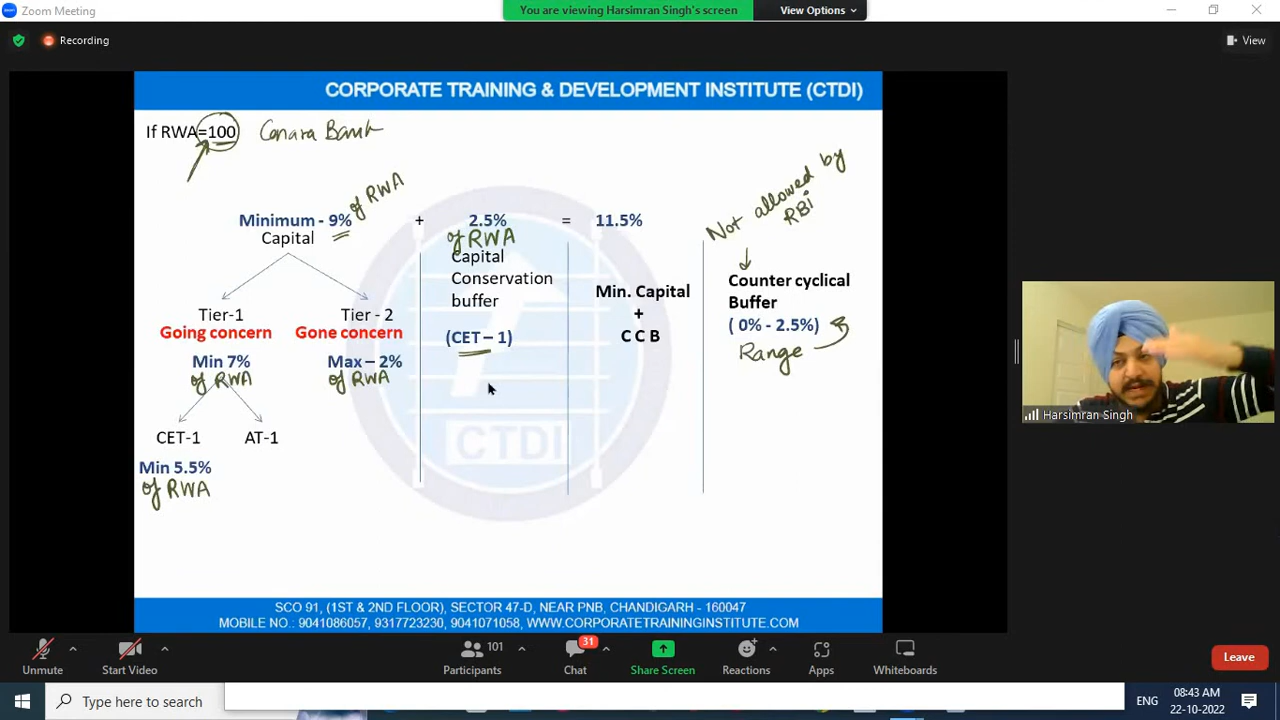 Zoom Meeting
You are viewing Harsimran Singh's screen
View Options
Recording
View
CORPORATE TRAINING & DEVELOPMENT INSTITUTE (CTDI)
If RWA=100 Canara Bank
Minimum - 9% of RWA + 2.5% = 11.5%
of RWA
Capital
Tier-1
Going concern
Min 7%
of RWA
CET-1
Min 5.5%
of RWA
AT-1
Tier - 2
Gone concern
Max – 2%
of RWA
Capital
Conservation
buffer
(CET – 1)
Min. Capital
+
C C B
Not allowed by
RBi
Counter cyclical
Buffer
( 0% - 2.5%)
Range
CTDI
Harsimran Singh
SCO 91, (1ST & 2ND FLOOR), SECTOR 47-D, NEAR PNB, CHANDIGARH - 160047
MOBILE NO.: 9041086057, 9317723230, 9041071058, WWW.CORPORATETRAININGINSTITUTE.COM
Unmute
Start Video
101
Participants
31
Chat
Share Screen
Reactions
Apps
Whiteboards
Leave
Type here to search
ENG
08:43 AM
22-10-2022